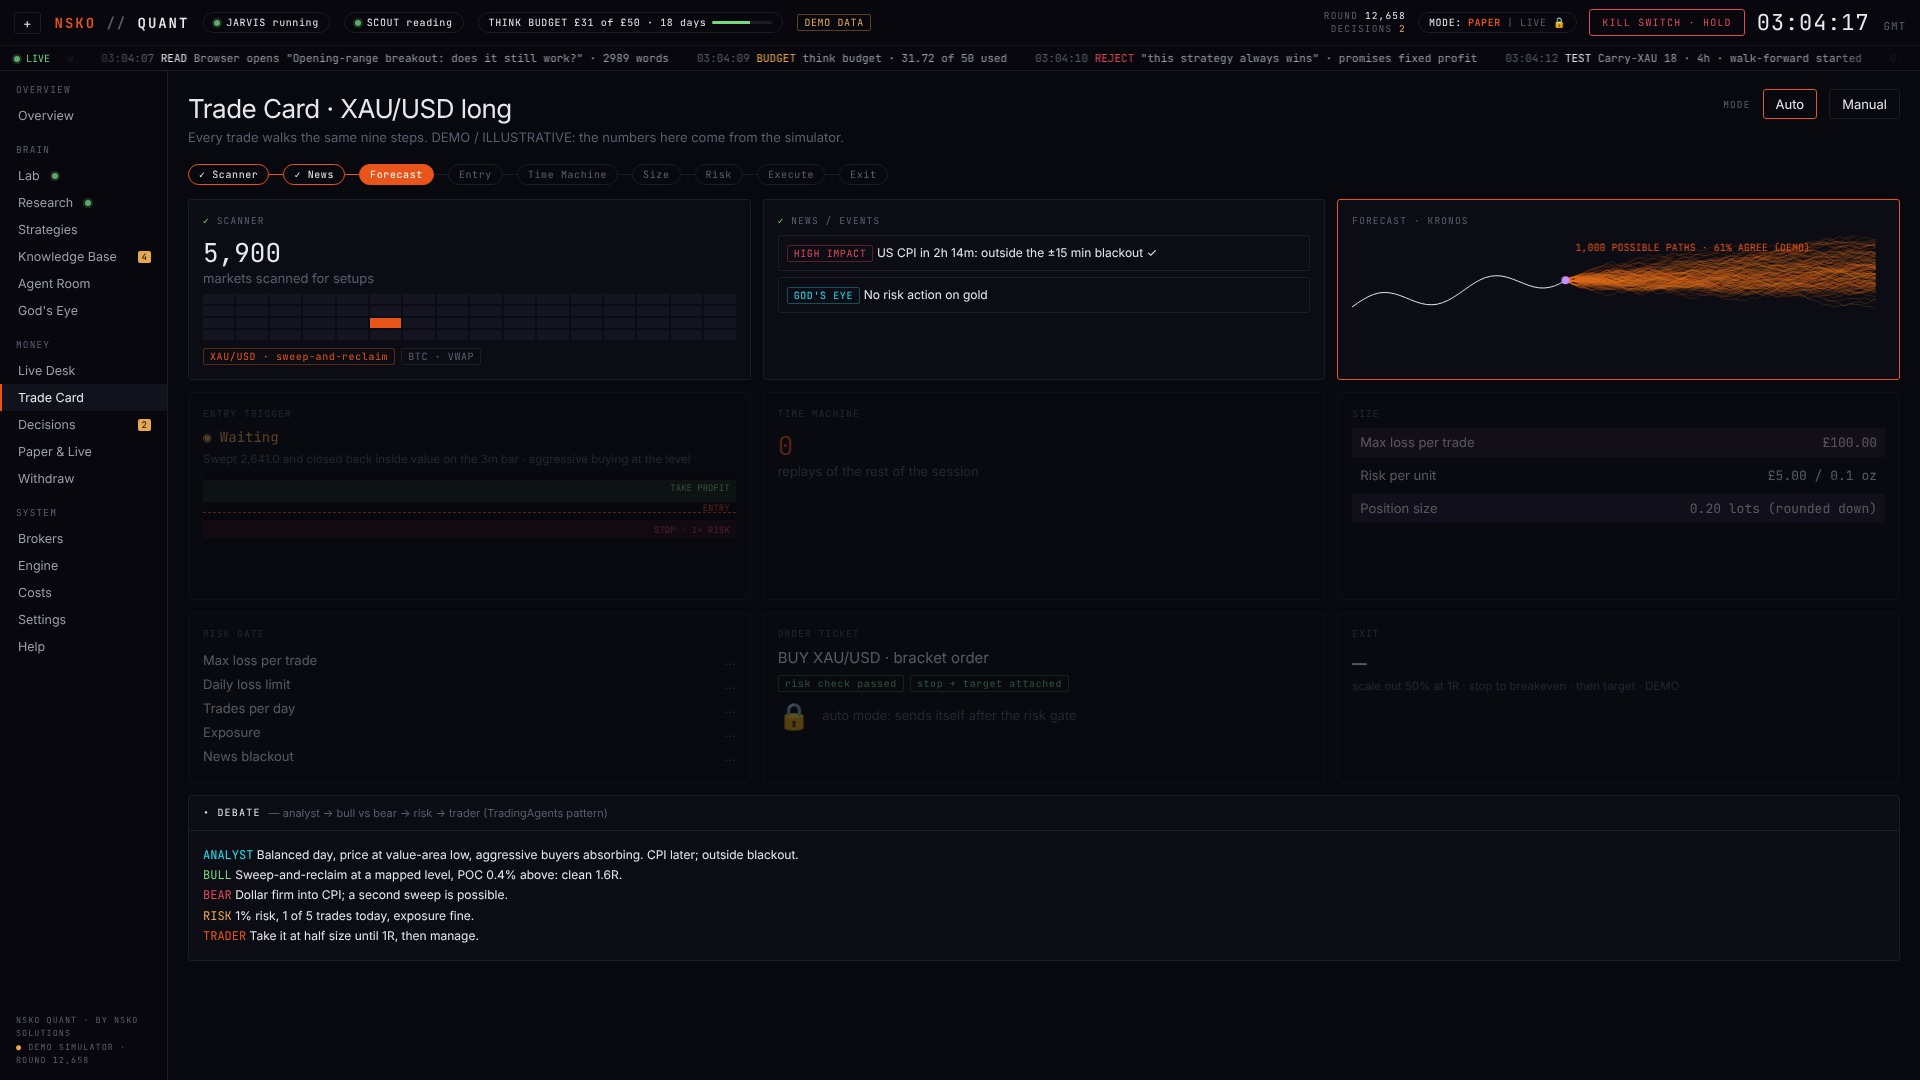 + NSKO // QUANT JARVIS running SCOUT reading THINK BUDGET £31 of £50 · 18 days DEMO DATA ROUND 12,658 DECISIONS 2 MODE: PAPER | LIVE 🔒 KILL SWITCH · HOLD 03:04:17 GMT
LIVE 03:04:07 READ Browser opens "Opening-range breakout: does it still work?" · 2989 words 03:04:09 BUDGET think budget · 31.72 of 50 used 03:04:10 REJECT "this strategy always wins" · promises fixed profit 03:04:12 TEST Carry-XAU 18 · 4h · walk-forward started
OVERVIEW
Overview
BRAIN
Lab
Research
Strategies
Knowledge Base 4
Agent Room
God's Eye
MONEY
Live Desk
Trade Card
Decisions 2
Paper & Live
Withdraw
SYSTEM
Brokers
Engine
Costs
Settings
Help
NSKO QUANT · BY NSKO
SOLUTIONS
DEMO SIMULATOR ·
ROUND 12,658
Trade Card · XAU/USD long
MODE Auto Manual
Every trade walks the same nine steps. DEMO / ILLUSTRATIVE: the numbers here come from the simulator.
✓ Scanner ✓ News Forecast Entry Time Machine Size Risk Execute Exit
✓ SCANNER
5,900
markets scanned for setups
XAU/USD · sweep-and-reclaim BTC · VWAP
✓ NEWS / EVENTS
HIGH IMPACT US CPI in 2h 14m: outside the ±15 min blackout ✓
GOD'S EYE No risk action on gold
FORECAST · KRONOS
1,000 POSSIBLE PATHS · 61% AGREE (DEMO)
ENTRY TRIGGER
◉ Waiting
Swept 2,641.0 and closed back inside value on the 3m bar · aggressive buying at the level
TAKE PROFIT
ENTRY
STOP · 1× RISK
TIME MACHINE
0
replays of the rest of the session
SIZE
Max loss per trade £100.00
Risk per unit £5.00 / 0.1 oz
Position size 0.20 lots (rounded down)
RISK GATE
Max loss per trade …
Daily loss limit …
Trades per day …
Exposure …
News blackout …
ORDER TICKET
BUY XAU/USD · bracket order
risk check passed stop + target attached
🔒 auto mode: sends itself after the risk gate
EXIT
—
scale out 50% at 1R · stop to breakeven · then target · DEMO
• DEBATE — analyst → bull vs bear → risk → trader (TradingAgents pattern)
ANALYST Balanced day, price at value-area low, aggressive buyers absorbing. CPI later; outside blackout.
BULL Sweep-and-reclaim at a mapped level, POC 0.4% above: clean 1.6R.
BEAR Dollar firm into CPI; a second sweep is possible.
RISK 1% risk, 1 of 5 trades today, exposure fine.
TRADER Take it at half size until 1R, then manage.